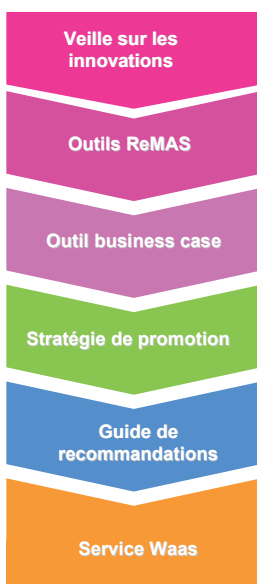 Veille sur les
innovations
Outils ReMAS
Outil business case
Stratégie de promotion
Guide de
recommandations
Service Waas